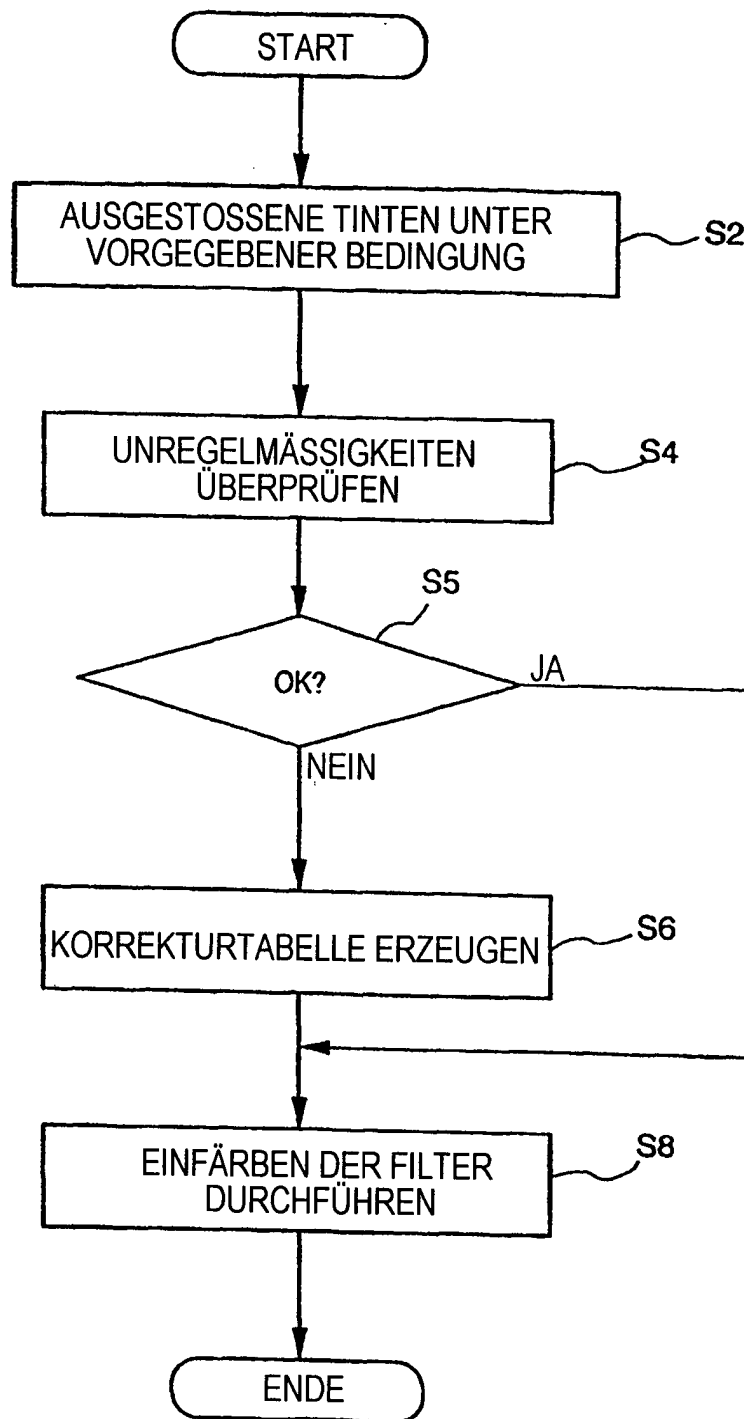 START
AUSGESTOSSENE TINTEN UNTER
VORGEGEBENER BEDINGUNG
S2
UNREGELMÄSSIGKEITEN
ÜBERPRÜFEN
S4
S5
OK?
JA
NEIN
KORREKTURTABELLE ERZEUGEN
S6
EINFÄRBEN DER FILTER
DURCHFÜHREN
S8
ENDE